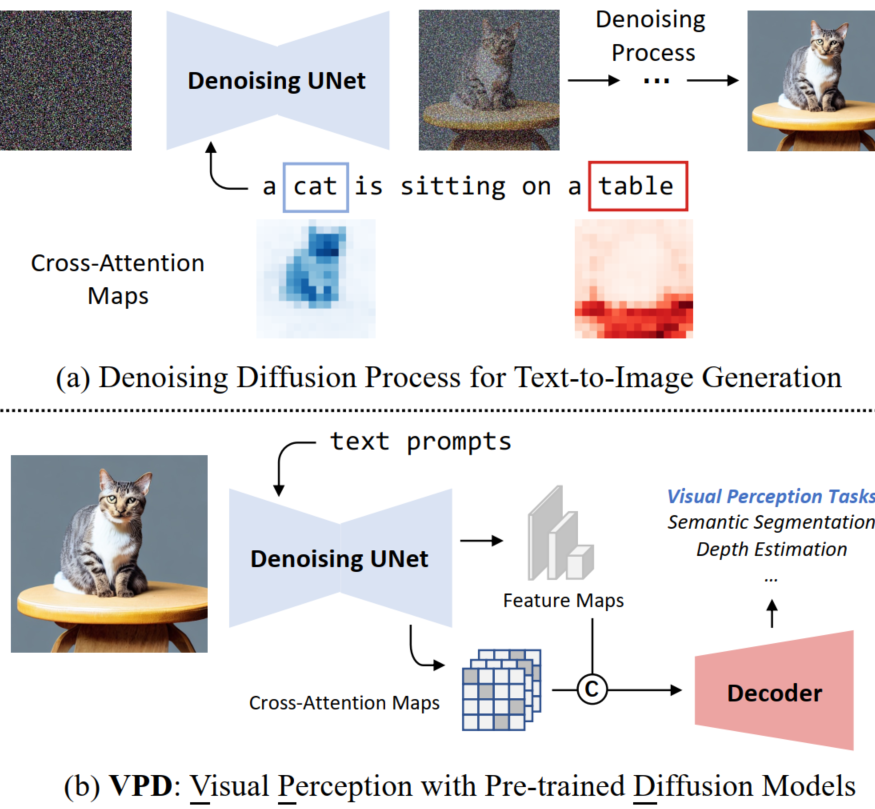 Denoising UNet
Denoising
Process
...
a cat is sitting on a table
Cross-Attention
Maps
(a) Denoising Diffusion Process for Text-to-Image Generation
text prompts
Denoising UNet
Feature Maps
Visual Perception Tasks
Semantic Segmentation
Depth Estimation
...
Cross-Attention Maps
C
Decoder
(b) VPD: Visual Perception with Pre-trained Diffusion Models